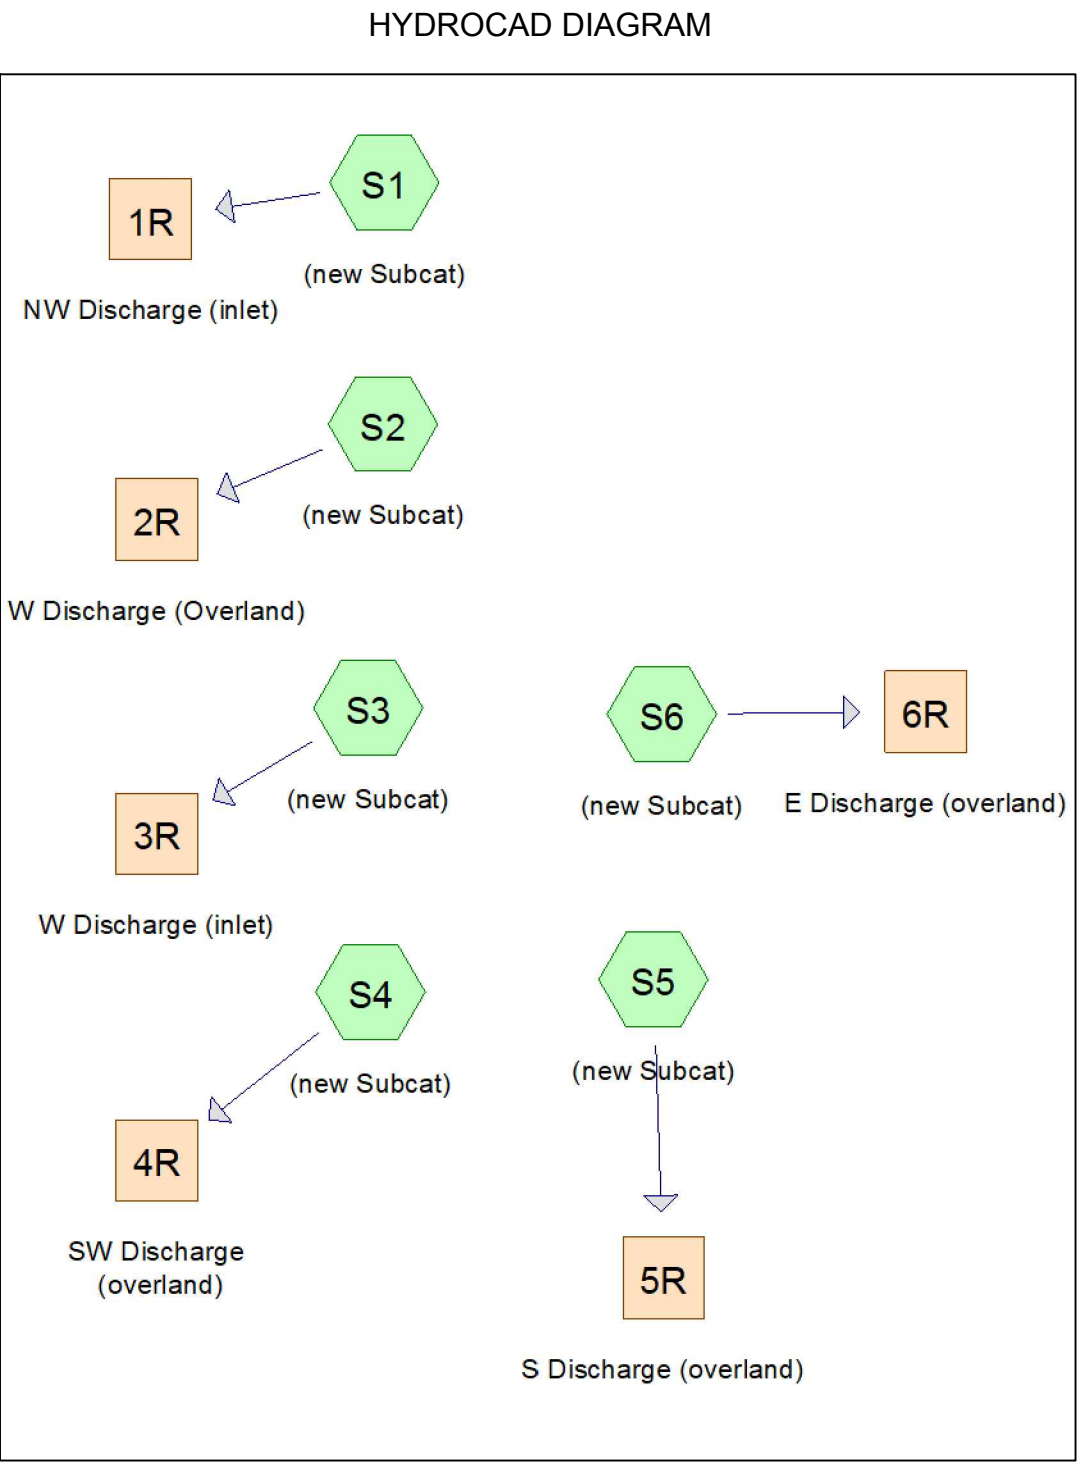 HYDROCAD DIAGRAM
S1
1R
(new Subcat)
NW Discharge (inlet)
S2
(new Subcat)
2R
W Discharge (Overland)
S3
(new Subcat)
3R
W Discharge (inlet)
S6
(new Subcat)
6R
E Discharge (overland)
S4
(new Subcat)
4R
SW Discharge
(overland)
S5
(new Subcat)
5R
S Discharge (overland)